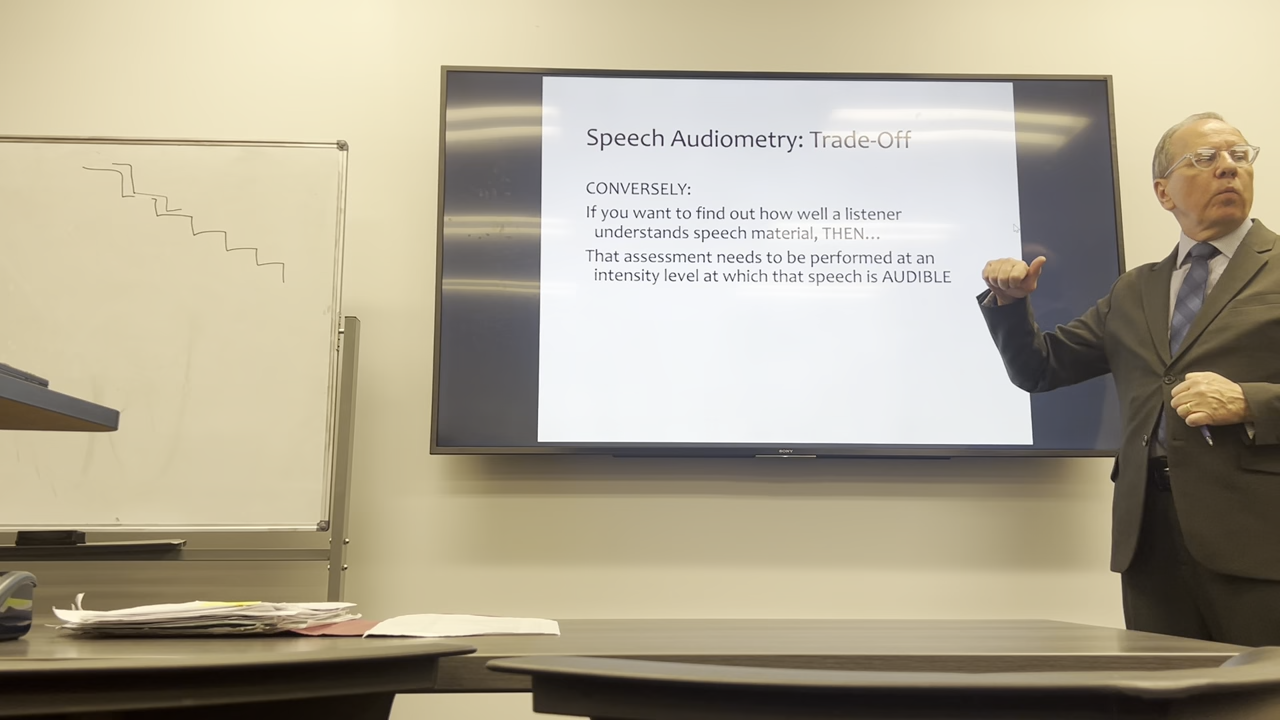 Speech Audiometry: Trade-Off
CONVERSELY:
If you want to find out how well a listener
understands speech material, THEN...
That assessment needs to be performed at an
intensity level at which that speech is AUDIBLE
SONY